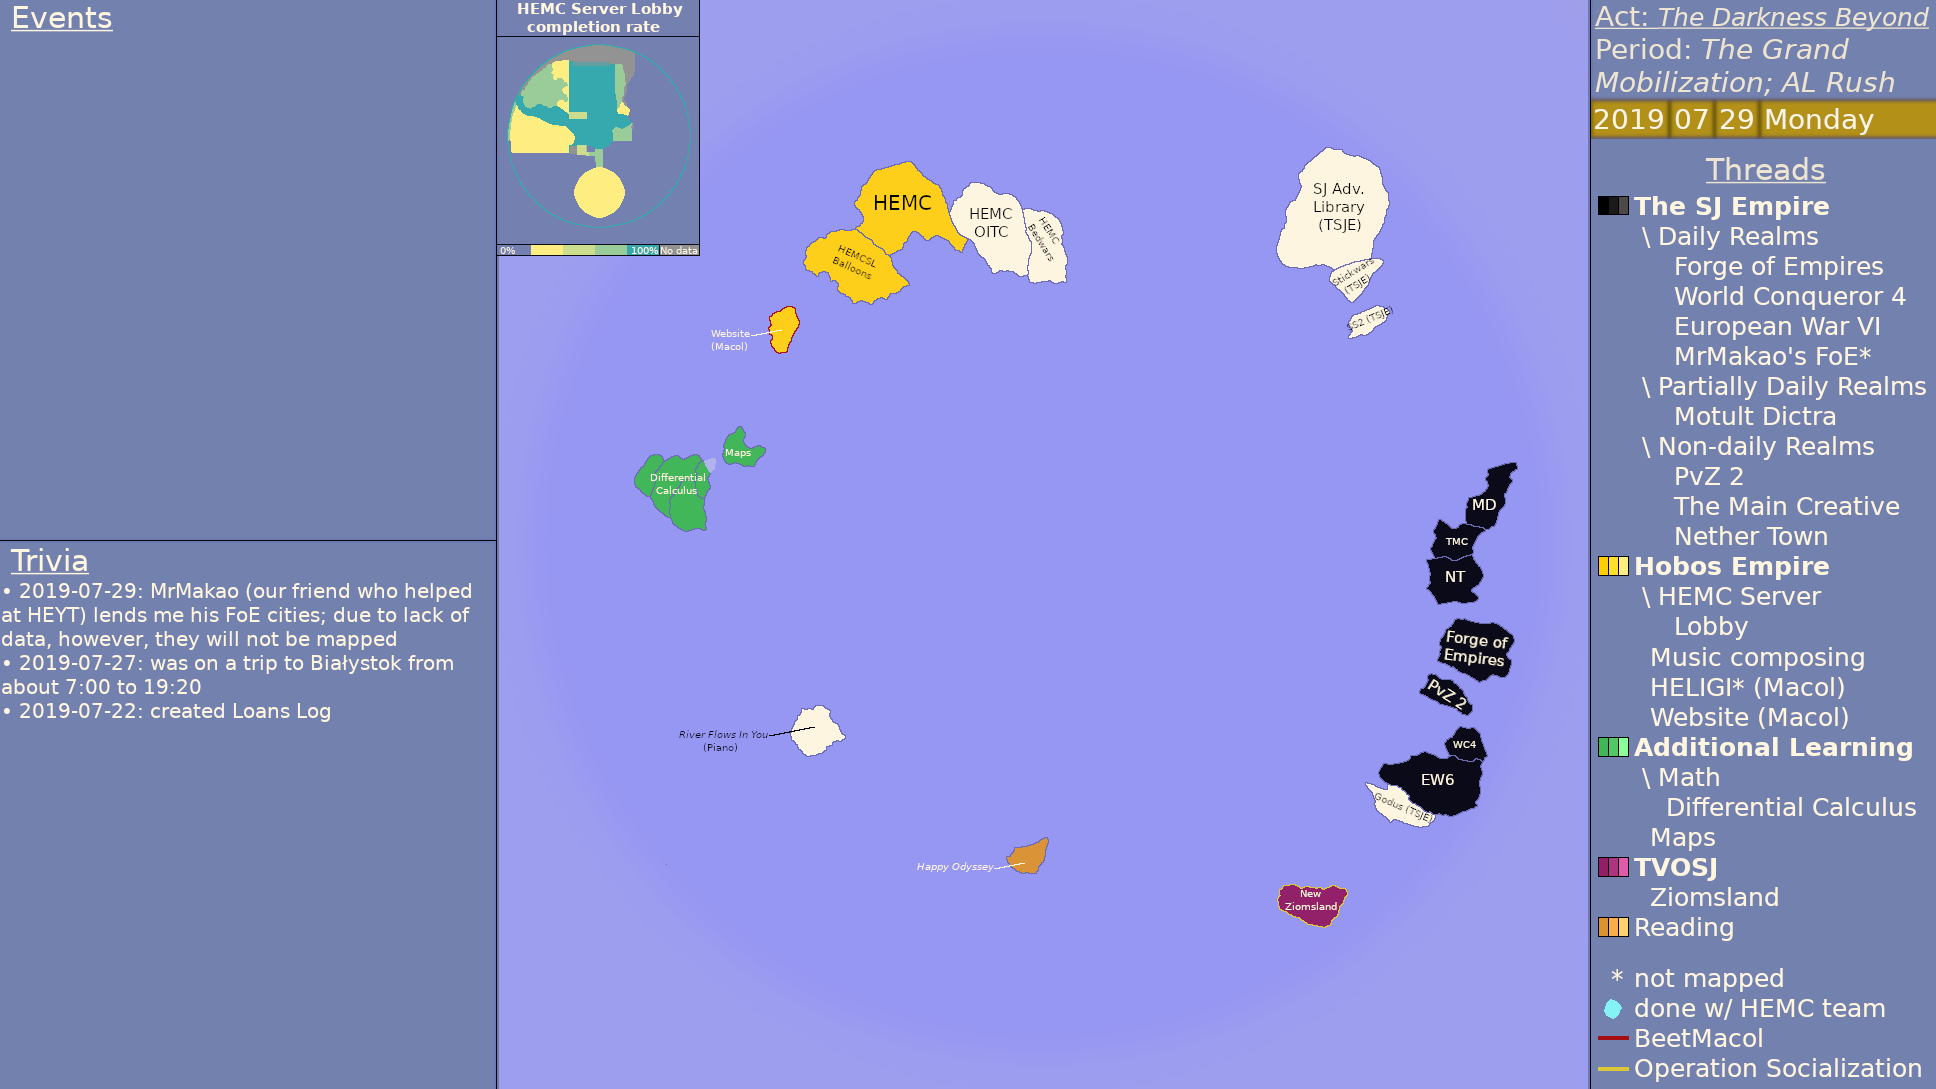 Events
Trivia
• 2019-07-29: MrMakao (our friend who helped
at HEYT) lends me his FoE cities; due to lack of
data, however, they will not be mapped
• 2019-07-27: was on a trip to Białystok from
about 7:00 to 19:20
• 2019-07-22: created Loans Log
HEMC Server Lobby
completion rate
0%
100%
No data
HEMC
HEMCSL
Balloons
HEMC
OITC
HEMC
Bedwars
Website
(Macol)
SJ Adv.
Library
(TSJE)
Stickwars
(TSJE)
SS2 (TSJE)
Maps
Differential
Calculus
MD
TMC
NT
Forge of
Empires
PvZ 2
WC4
EW6
Godus (TSJE)
River Flows In You
(Piano)
Happy Odyssey
New
Ziomsland
Act: The Darkness Beyond
Period: The Grand
Mobilization; AL Rush
2019 07 29 Monday
Threads
The SJ Empire
\ Daily Realms
Forge of Empires
World Conqueror 4
European War VI
MrMakao's FoE*
\ Partially Daily Realms
Motult Dictra
\ Non-daily Realms
PvZ 2
The Main Creative
Nether Town
Hobos Empire
\ HEMC Server
Lobby
Music composing
HELIGI* (Macol)
Website (Macol)
Additional Learning
\ Math
Differential Calculus
Maps
TVOSJ
Ziomsland
Reading
* not mapped
done w/ HEMC team
BeetMacol
Operation Socialization